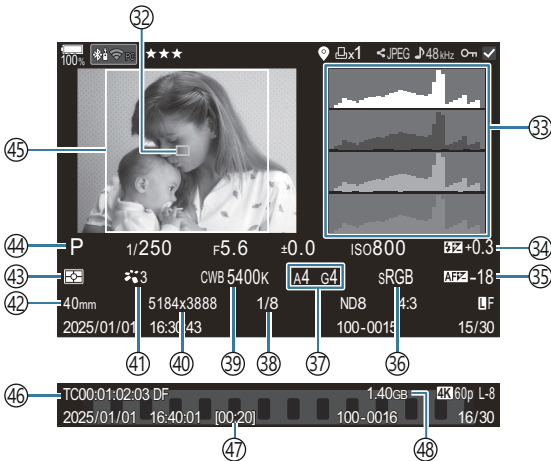 ㉜
100% PC ★★★ x1 JPEG 48kHz
㉝
㊺
㊹ P 1/250 F5.6 ±0.0 ISO800 +0.3 ㉞
㊸ 3 CWB5400K A4 G4 sRGB AF -18 ㉟
㊷ 40mm 5184x3888 1/8 ND8 4:3 LF
2025/01/01 16:30:43 100-0015 15/30
㊶ ㊵ ㊴ ㊳ ㊲ ㊱
㊻ TC00:01:02:03 DF 1.40GB 4K 60p L-8
2025/01/01 16:40:01 [00:20] 100-0016 16/30
㊼ ㊽